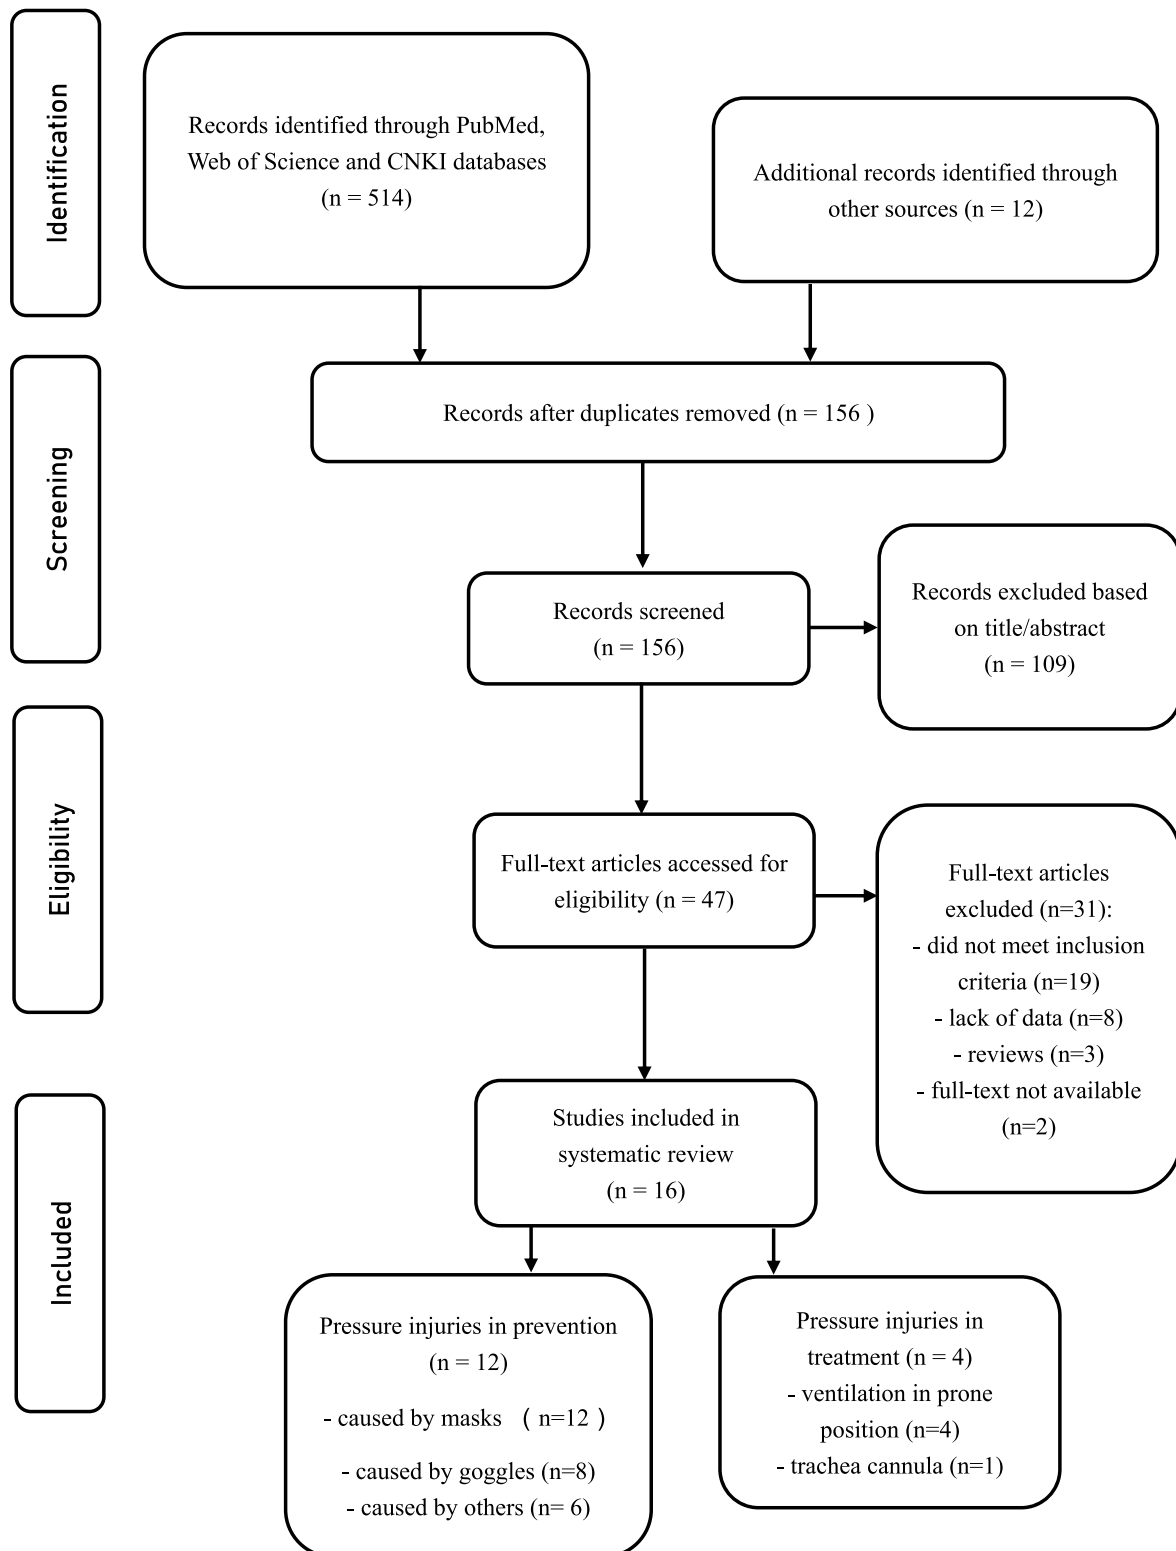 Identification
Records identified through PubMed,
Web of Science and CNKI databases
(n = 514)
Additional records identified through
other sources (n = 12)
Screening
Records after duplicates removed (n = 156 )
Records screened
(n = 156)
Records excluded based
on title/abstract
(n = 109)
Eligibility
Full-text articles accessed for
eligibility (n = 47)
Full-text articles
excluded (n=31):
- did not meet inclusion
criteria (n=19)
- lack of data (n=8)
- reviews (n=3)
- full-text not available
(n=2)
Included
Studies included in
systematic review
(n = 16)
Pressure injuries in prevention
(n = 12)
- caused by masks （n=12）
- caused by goggles (n=8)
- caused by others (n= 6)
Pressure injuries in
treatment (n = 4)
- ventilation in prone
position (n=4)
- trachea cannula (n=1)